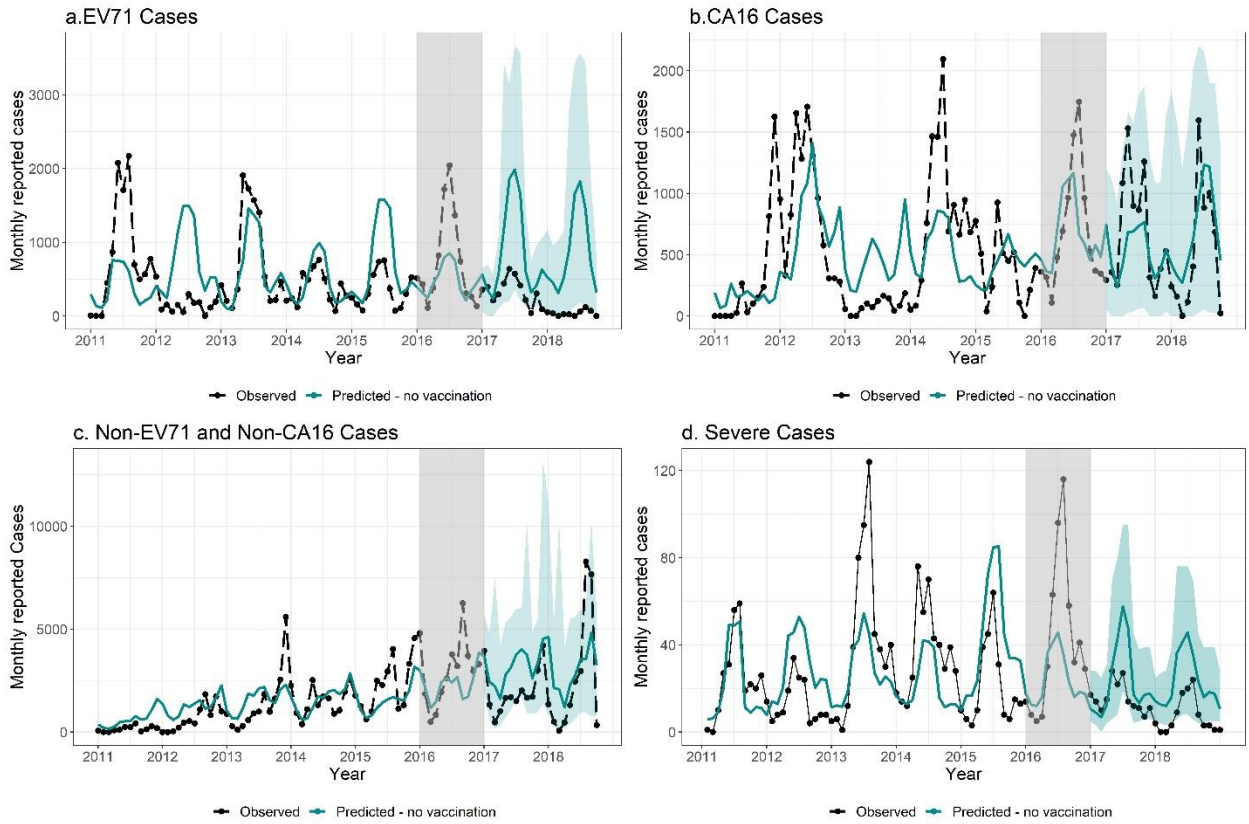 a.EV71 Cases
Monthly reported cases
3000
2000
1000
0
2011 2012 2013 2014 2015 2016 2017 2018
Year
Observed Predicted - no vaccination
b.CA16 Cases
Monthly reported cases
2000
1500
1000
500
0
2011 2012 2013 2014 2015 2016 2017 2018
Year
Observed Predicted - no vaccination
c. Non-EV71 and Non-CA16 Cases
Monthly reported Cases
10000
5000
0
2011 2012 2013 2014 2015 2016 2017 2018
Year
Observed Predicted - no vaccination
d. Severe Cases
Monthly reported cases
120
80
40
0
2011 2012 2013 2014 2015 2016 2017 2018
Year
Observed Predicted - no vaccination